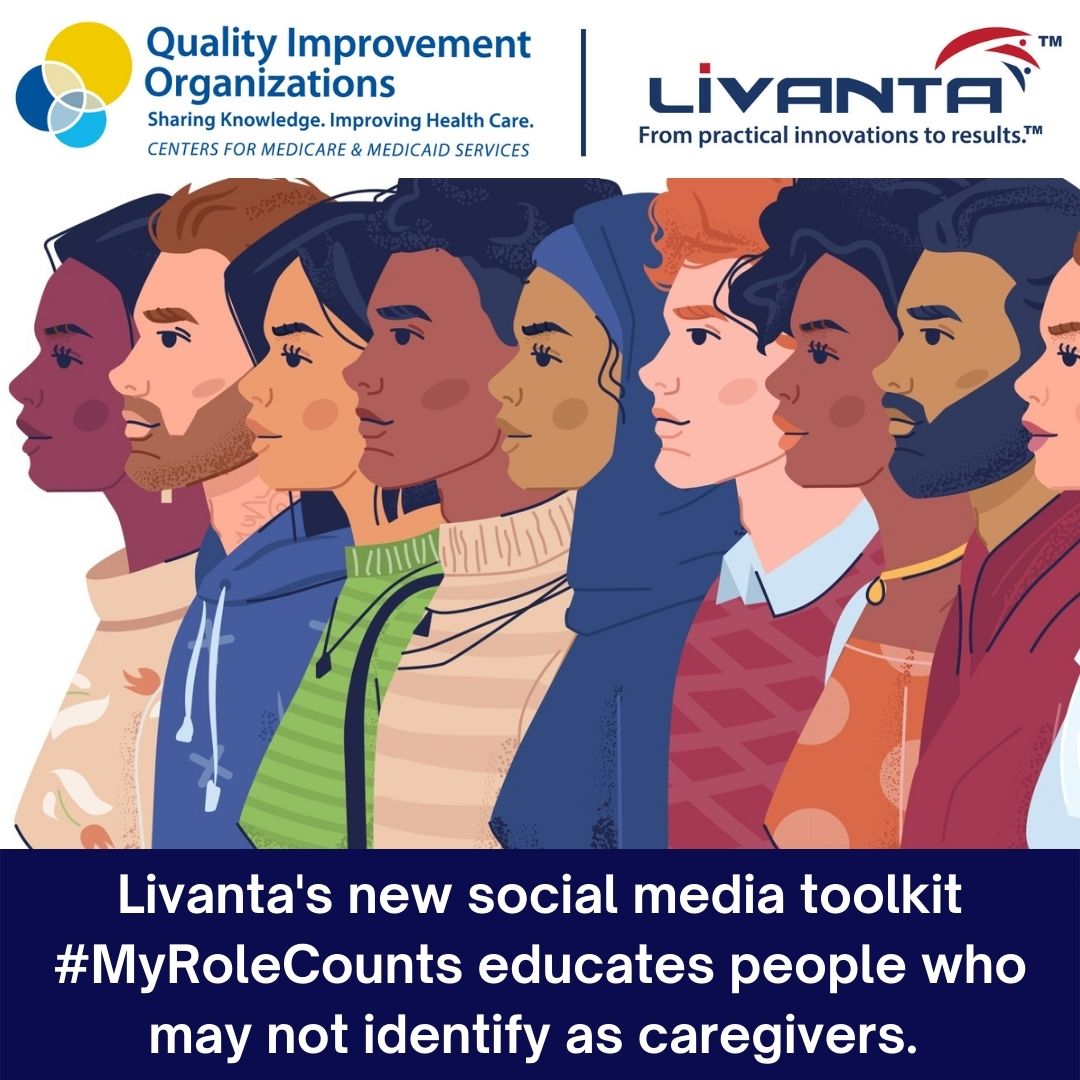 Quality Improvement
Organizations
Sharing Knowledge. Improving Health Care.
CENTERS FOR MEDICARE & MEDICAID SERVICES
LiVANTA™
From practical innovations to results.™
Livanta's new social media toolkit
#MyRoleCounts educates people who
may not identify as caregivers.